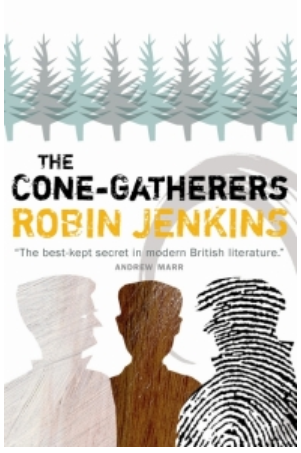 THE
CONE-GATHERERS
ROBIN JENKINS
"The best-kept secret in modern British literature."
ANDREW MARR